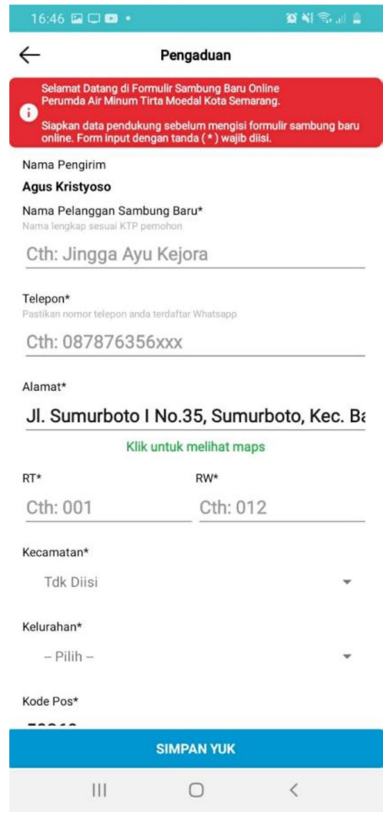 16:46
Pengaduan
Selamat Datang di Formulir Sambung Baru Online
Perumda Air Minum Tirta Moedal Kota Semarang.
Siapkan data pendukung sebelum mengisi formulir sambung baru
online. Form input dengan tanda ( * ) wajib
diisi.
Nama Pengirim
Agus Kristyoso
Nama Pelanggan Sambung Baru*
Nama lengkap sesuai KTP pemohon
Cth: Jingga Ayu Kejora
Telepon*
Pastikan nomor telepon anda terdaftar Whatsapp
Cth: 087876356xxx
Alamat*
Jl. Sumurboto I No.35, Sumurboto, Kec. Ba
Klik untuk melihat maps
RT* RW*
Cth: 001 Cth: 012
Kecamatan*
Tdk Diisi
Kelurahan*
-- Pilih --
Kode Pos*
SIMPAN YUK